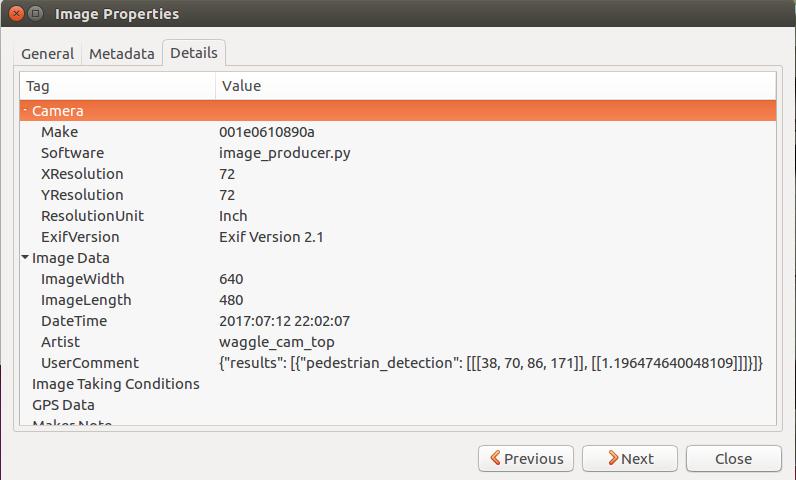 Image Properties
General Metadata Details
Tag Value
Camera
Make 001e0610890a
Software image_producer.py
XResolution 72
YResolution 72
ResolutionUnit Inch
ExifVersion Exif Version 2.1
Image Data
ImageWidth 640
ImageLength 480
DateTime 2017:07:12 22:02:07
Artist waggle_cam_top
UserComment {"results": [{"pedestrian_detection": [[[38, 70, 86, 171]], [[1.196474640048109]]]}]}
Image Taking Conditions
GPS Data
Maker Note
Previous Next Close